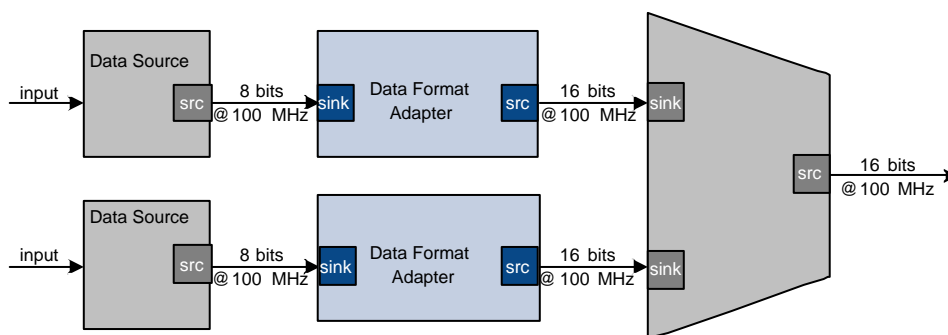 Data Source
input
src
8 bits
@ 100 MHz
sink
Data Format
Adapter
src
16 bits
@ 100 MHz
sink
src
16 bits
@ 100 MHz
Data Source
input
src
8 bits
@ 100 MHz
sink
Data Format
Adapter
src
16 bits
@ 100 MHz
sink